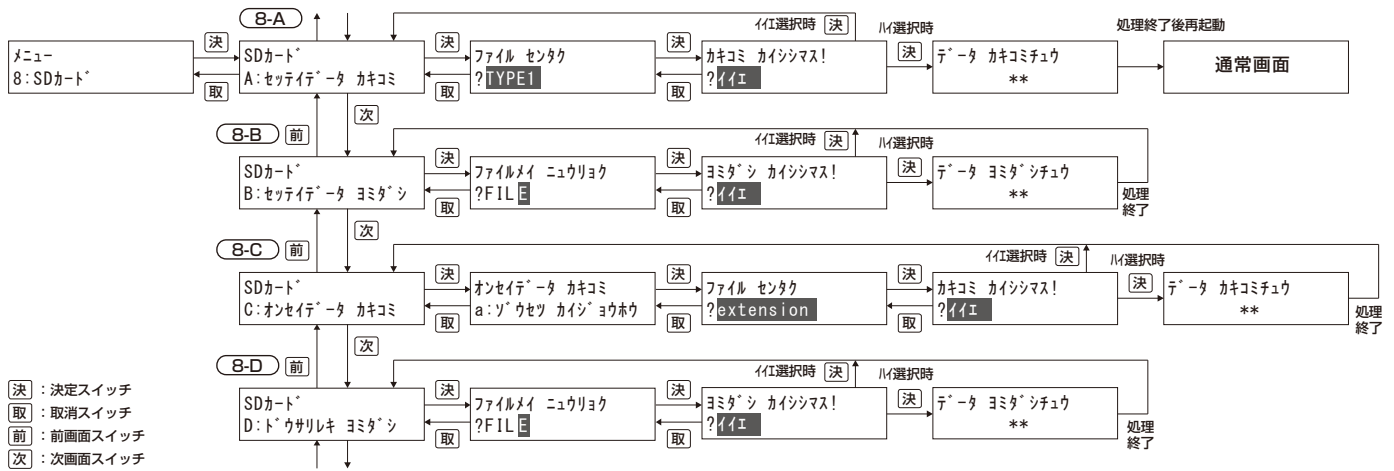 8-A
メニュー
8:SDカード
決
取
SDカード
A:セッテイデータ カキコミ
決
取
ファイル センタク
?TYPE1
決
取
カキコミ カイシシマス!
?イイエ
イイエ選択時 決
ハイ選択時
決
データ カキコミチュウ
**
処理終了後再起動
通常画面
次
8-B 前
SDカード
B:セッテイデータ ヨミダシ
決
取
ファイルメイ ニュウリョク
?FILE
決
取
ヨミダシ カイシシマス!
?イイエ
イイエ選択時 決
ハイ選択時
決
データ ヨミダシチュウ
**
処理
終了
次
8-C 前
SDカード
C:オンセイデータ カキコミ
決
取
オンセイデータ カキコミ
a:ゾウセツ カイジョウホウ
決
取
ファイル センタク
?extension
決
取
カキコミ カイシシマス!
?イイエ
イイエ選択時 決
ハイ選択時
決
データ カキコミチュウ
**
処理
終了
次
8-D 前
SDカード
D:ドウサリレキ ヨミダシ
決
取
ファイルメイ ニュウリョク
?FILE
決
取
ヨミダシ カイシシマス!
?イイエ
イイエ選択時 決
ハイ選択時
決
データ ヨミダシチュウ
**
処理
終了
決 :決定スイッチ
取 :取消スイッチ
前 :前画面スイッチ
次 :次画面スイッチ